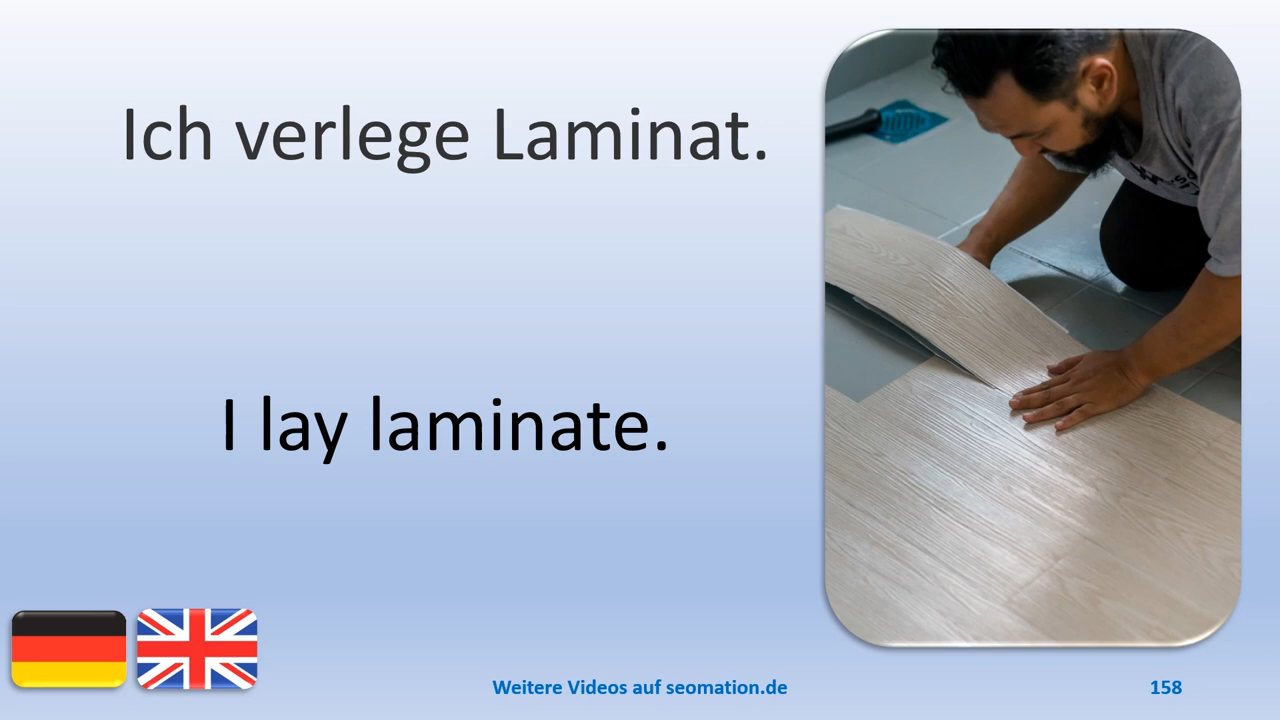 Ich verlege Laminat.
I lay laminate.
Weitere Videos auf seomation.de
158